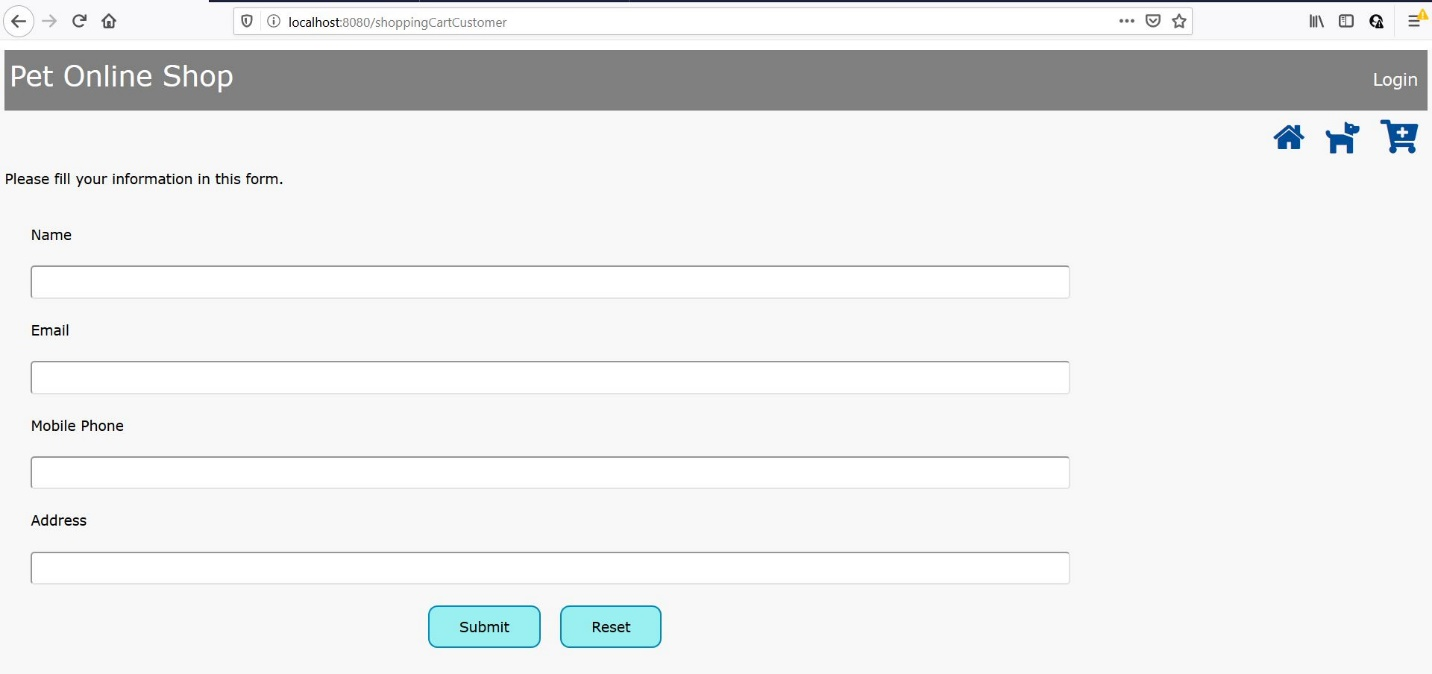 localhost:8080/shoppingCartCustomer
Pet Online Shop
Login
Please fill your information in this form.
Name
Email
Mobile Phone
Address
Submit Reset